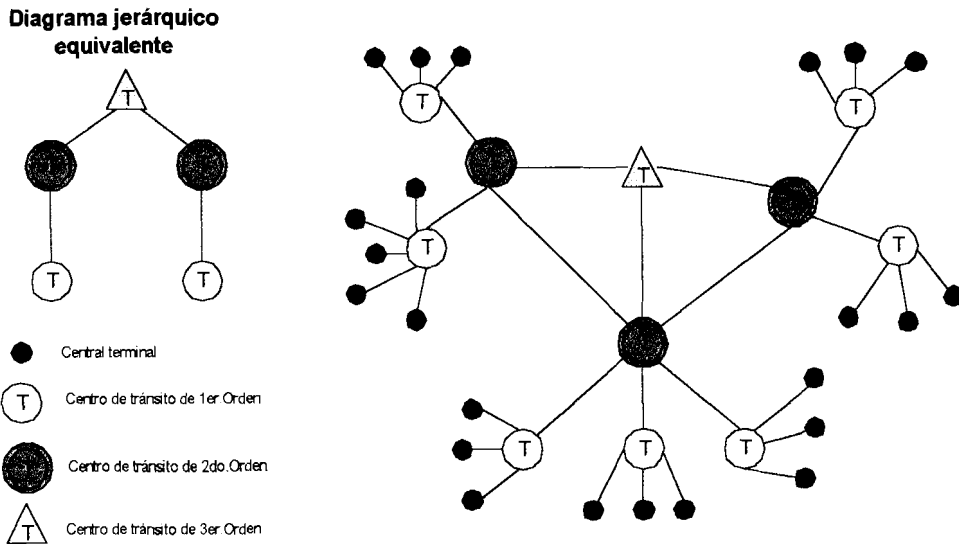 Diagrama jerárquico
equivalente
T
T
T
T
T
T
T
T
T
T
T
Central terminal
T
Centro de tránsito de 1er.Orden
Centro de tránsito de 2do.Orden
T
Centro de tránsito de 3er.Orden